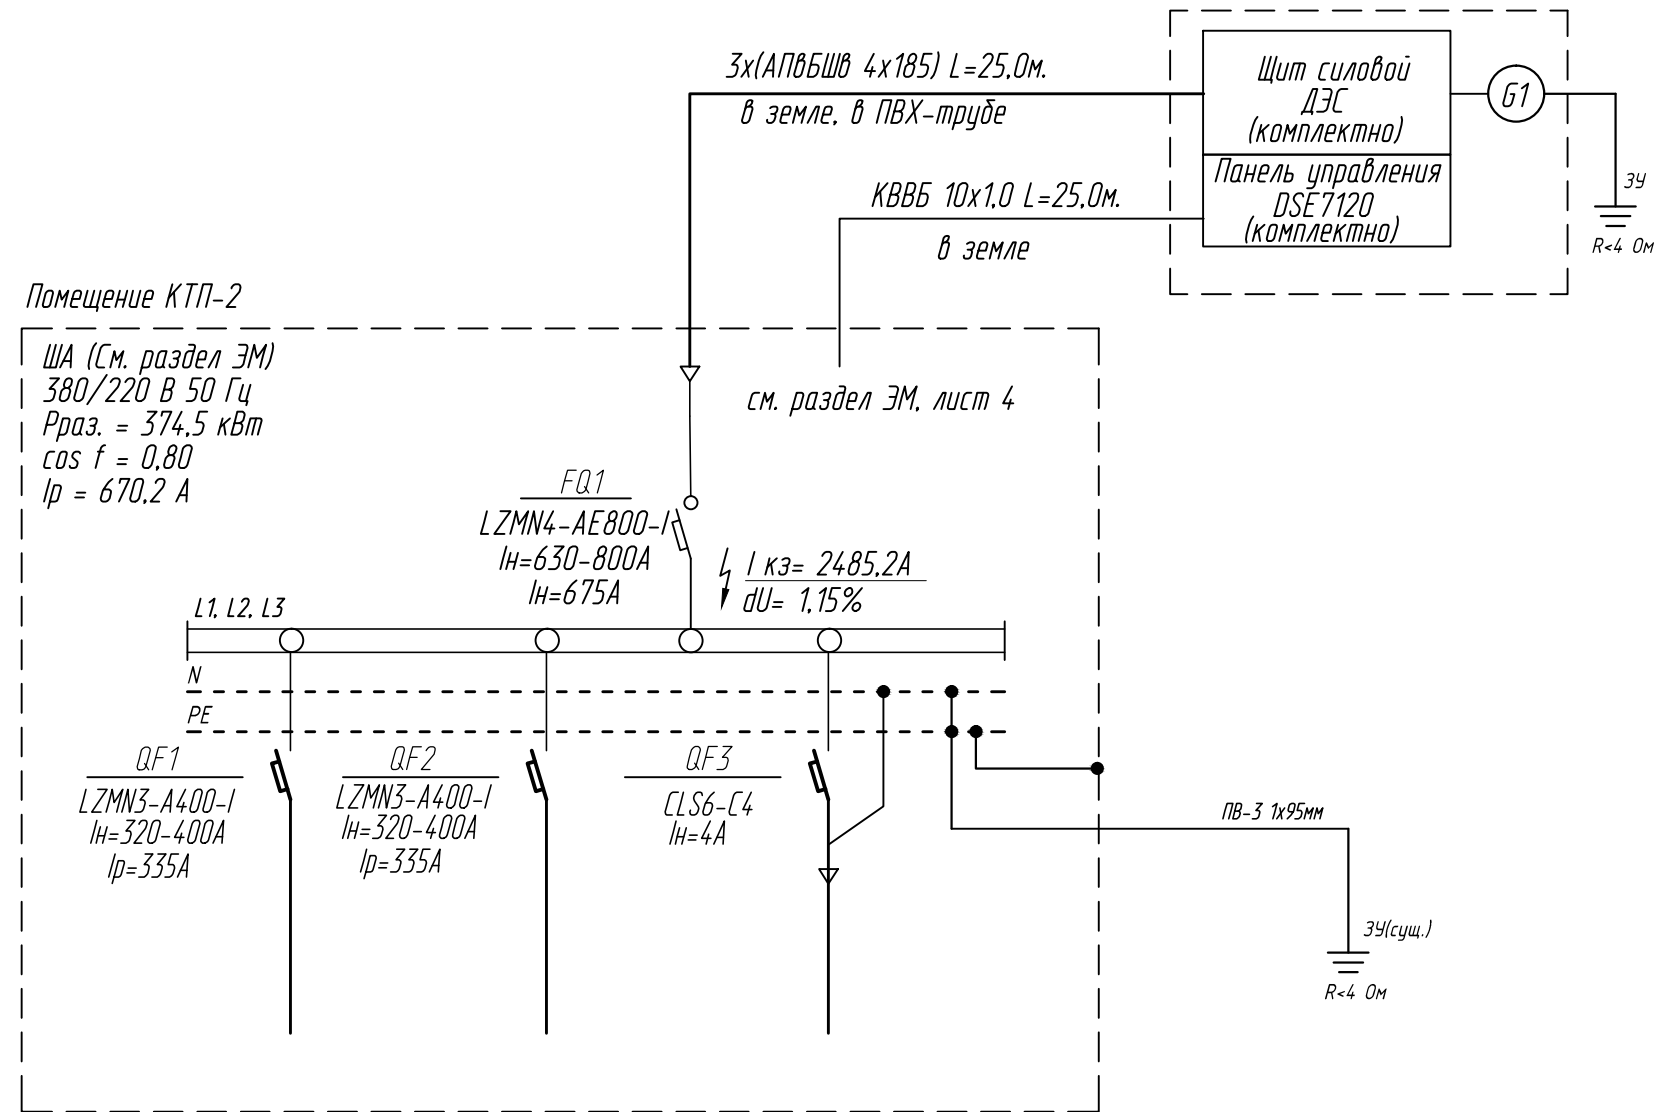 3х(АПвБШв 4х185) L=25,0м.
в земле, в ПВХ-трубе
Щит силовой
ДЭС
(комплектно)
G1
Панель управления
DSE7120
(комплектно)
ЗУ
R<4 Ом
КВВБ 10х1,0 L=25,0м.
в земле
Помещение КТП-2
ША (См. раздел ЭМ)
380/220 В 50 Гц
Рраз. = 374,5 кВт
cos f = 0,80
Iр = 670,2 А
см. раздел ЭМ, лист 4
FQ1
LZMN4-AE800-I
Iн=630-800А
Iн=675А
I кз= 2485,2А
dU= 1,15%
L1, L2, L3
N
PE
QF1
LZMN3-A400-I
Iн=320-400А
Iр=335А
QF2
LZMN3-A400-I
Iн=320-400А
Iр=335А
QF3
CLS6-C4
Iн=4А
ПВ-3 1х95мм
ЗУ(сущ.)
R<4 Ом